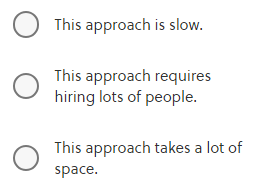 This approach is slow.
This approach requires
hiring lots of people.
This approach takes a lot of
space.